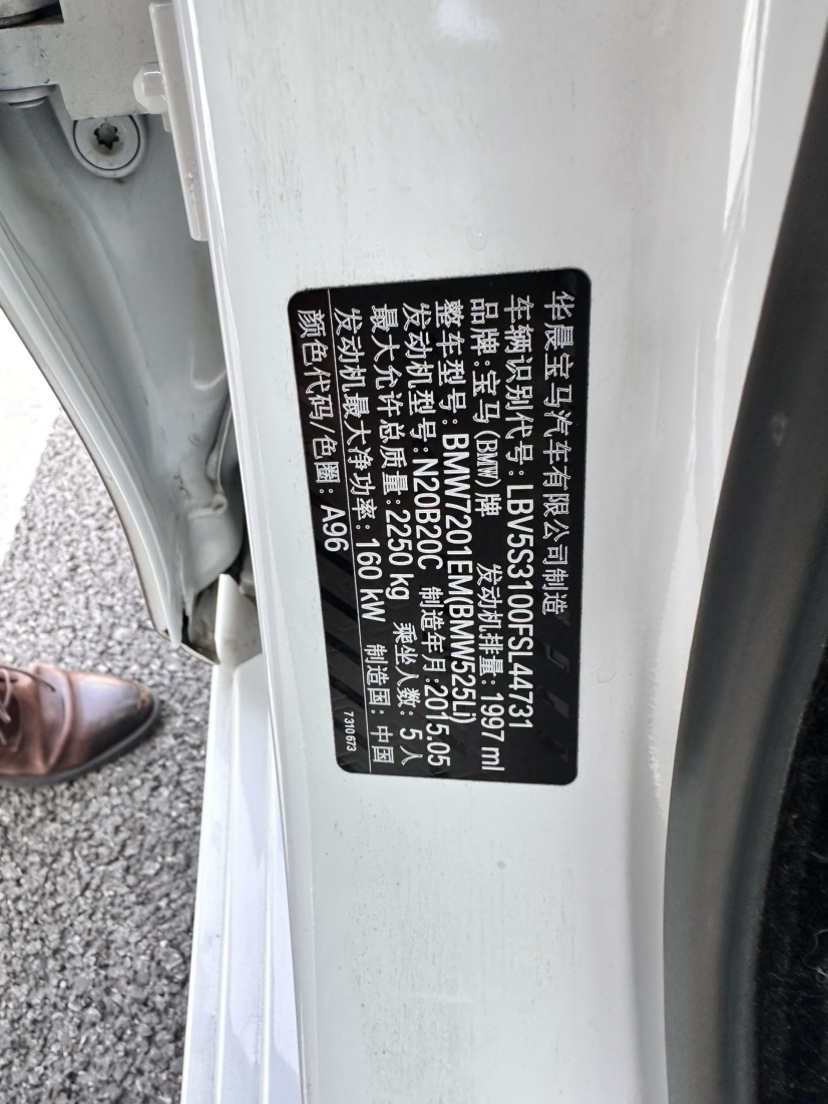 华晨宝马汽车有限公司制造
车辆识别代号: LBV5S3100FSL44731
品牌:宝马(BMW)牌 发动机排量: 1997 ml
整车型号: BMW7201EM(BMW525Li)
发动机型号: N20B20C 制造年月:2015.05
最大允许总质量: 2250 kg 乘坐人数: 5 人
发动机最大净功率: 160 kW 制造国: 中国
颜色代码/色圈: A96 7 310 673